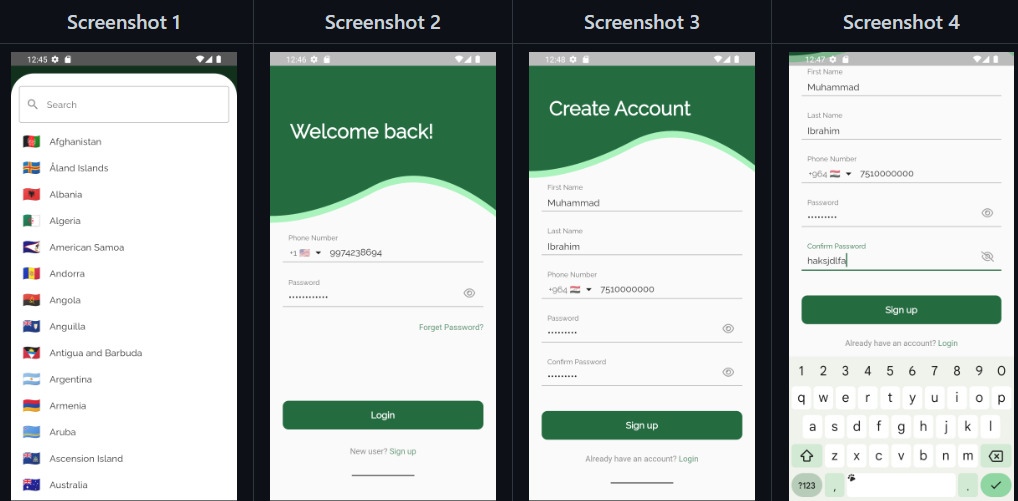 Screenshot 1
Screenshot 2
Screenshot 3
Screenshot 4
12:45
Search
Afghanistan
Åland Islands
Albania
Algeria
American Samoa
Andorra
Angola
Anguilla
Antigua and Barbuda
Argentina
Armenia
Aruba
Ascension Island
Australia
12:46
Welcome back!
Phone Number
+1 9974238694
Password
••••••••••••
Forget Password?
Login
New user? Sign up
12:48
Create Account
First Name
Muhammad
Last Name
Ibrahim
Phone Number
+964 7510000000
Password
•••••••••
Confirm Password
•••••••••
Sign up
Already have an account? Login
12:47
First Name
Muhammad
Last Name
Ibrahim
Phone Number
+964 7510000000
Password
•••••••••
Confirm Password
haksjdlfa
Sign up
Already have an account? Login
1 2 3 4 5 6 7 8 9 0
q w e r t y u i o p
a s d f g h j k l
z x c v b n m
?123 , .